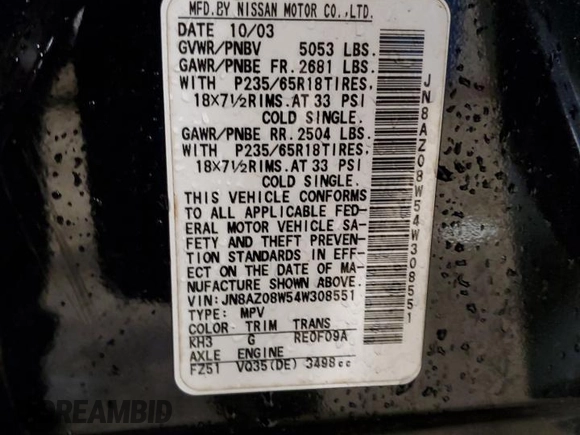 MFD. BY NISSAN MOTOR CO., LTD.
DATE 10/03
GVWR/PNBV 5053 LBS.
GAWR/PNBE FR. 2681 LBS.
WITH P235/65R18TIRES,
18×7½RIMS. AT 33 PSI
COLD SINGLE.
GAWR/PNBE RR. 2504 LBS.
WITH P235/65R18TIRES,
18×7½RIMS. AT 33 PSI
COLD SINGLE.
THIS VEHICLE CONFORMS
TO ALL APPLICABLE FED-
ERAL MOTOR VEHICLE SA-
FETY AND THEFT PREVEN-
TION STANDARDS IN EFF-
ECT ON THE DATE OF MA-
NUFACTURE SHOWN ABOVE.
VIN: JN8AZ08W54W308551
TYPE: MPV
COLOR TRIM TRANS
KH3 G RE0F09A
AXLE ENGINE
FZ51 VQ35(DE) 3498cc
JN8AZ08W54W308551
DREAMBID